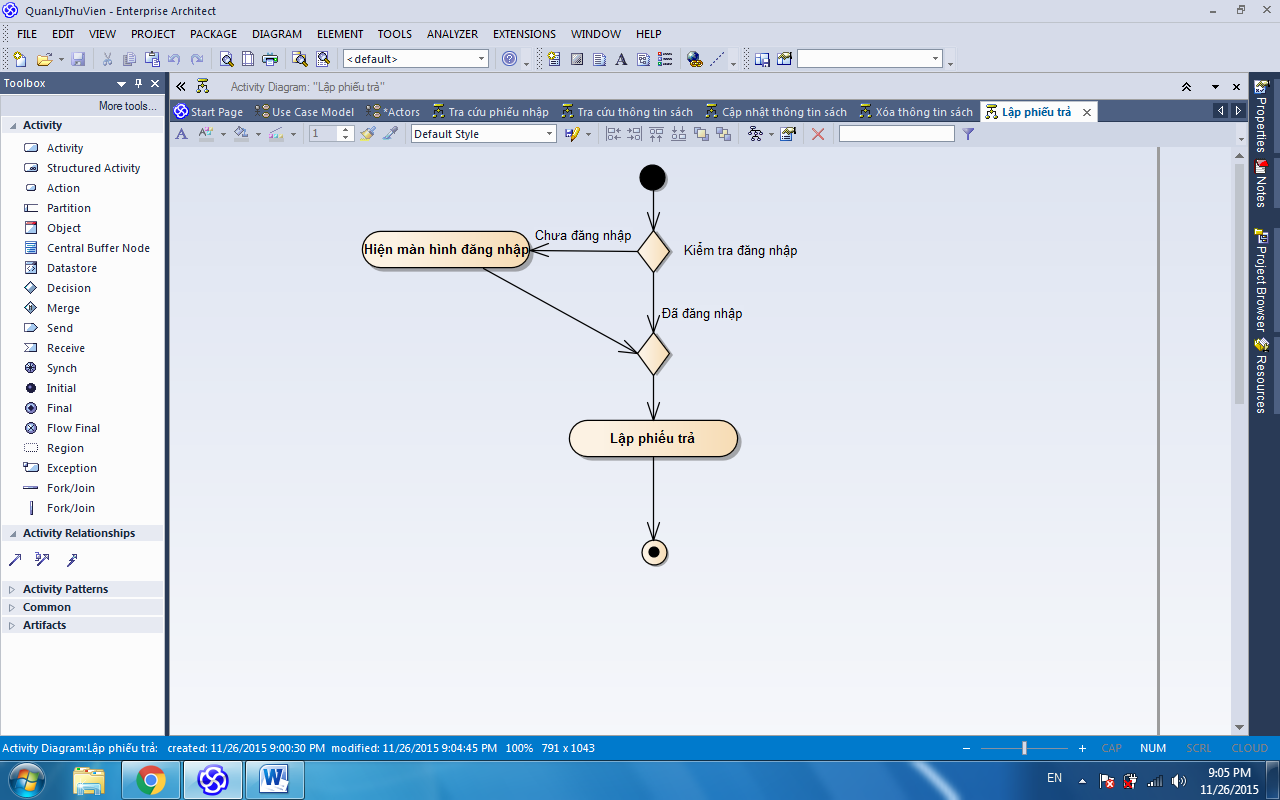 QuanLyThuVien - Enterprise Architect
FILE EDIT VIEW PROJECT PACKAGE DIAGRAM ELEMENT TOOLS ANALYZER EXTENSIONS WINDOW HELP
<default>
Toolbox
Activity Diagram: "Lập phiếu trả"
More tools...
Start Page Use Case Model *Actors Tra cứu phiếu nhập Tra cứu thông tin sách Cập nhật thông tin sách Xóa thông tin sách Lập phiếu trả
1 Default Style
Activity
Activity
Structured Activity
Action
Partition
Object
Central Buffer Node
Datastore
Decision
Merge
Send
Receive
Synch
Initial
Final
Flow Final
Region
Exception
Fork/Join
Fork/Join
Activity Relationships
Activity Patterns
Common
Artifacts
Chưa đăng nhập
Hiện màn hình đăng nhập
Kiểm tra đăng nhập
Đã đăng nhập
Lập phiếu trả
Properties
Notes
Project Browser
Resources
Activity Diagram:Lập phiếu trả: created: 11/26/2015 9:00:30 PM modified: 11/26/2015 9:04:45 PM 100% 791 x 1043
CAP NUM SCRL CLOUD
EN
9:05 PM
11/26/2015